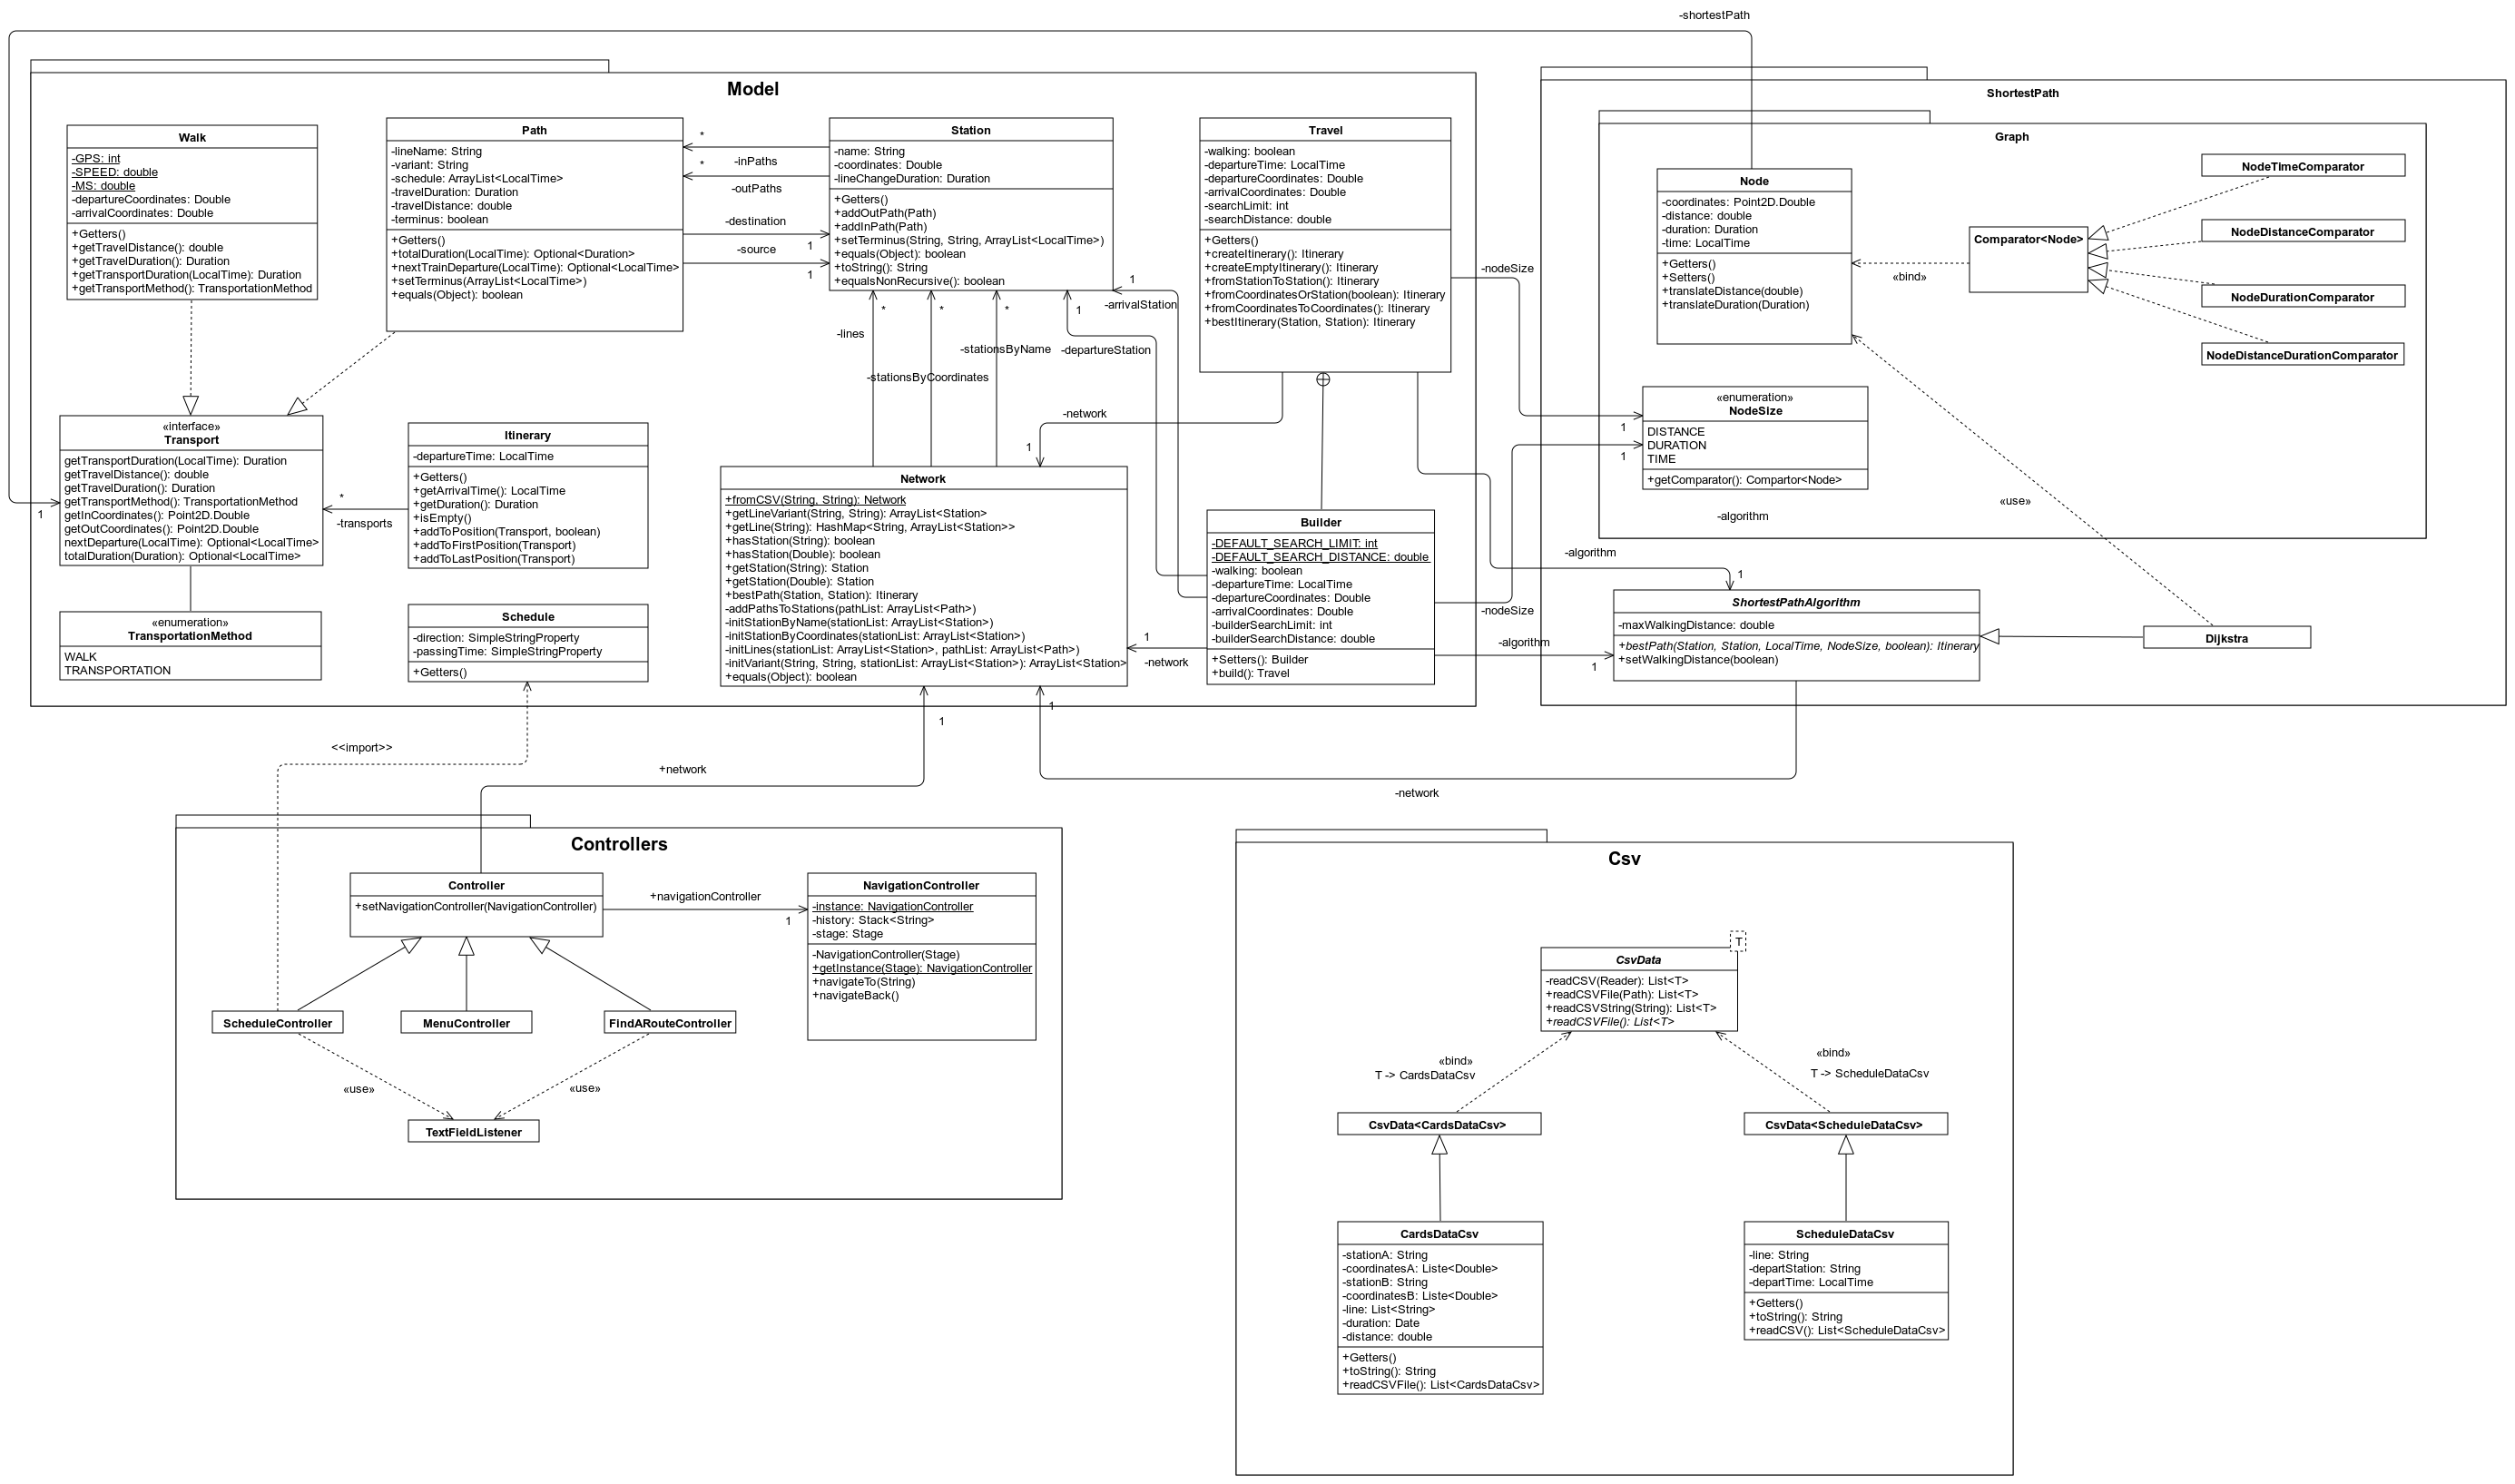 -shortestPath
Model
Walk
-GPS: int
-SPEED: double
-MS: double
-departureCoordinates: Double
-arrivalCoordinates: Double
+Getters()
+getTravelDistance(): double
+getTravelDuration(): Duration
+getTransportDuration(LocalTime): Duration
+getTransportMethod(): TransportationMethod
Path
-lineName: String
-variant: String
-schedule: ArrayList<LocalTime>
-travelDuration: Duration
-travelDistance: double
-terminus: boolean
+Getters()
+totalDuration(LocalTime): Optional<Duration>
+nextTrainDeparture(LocalTime): Optional<LocalTime>
+setTerminus(ArrayList<LocalTime>)
+equals(Object): boolean
*
-inPaths
*
-outPaths
-destination
1
-source
1
Station
-name: String
-coordinates: Double
-lineChangeDuration: Duration
+Getters()
+addOutPath(Path)
+addInPath(Path)
+setTerminus(String, String, ArrayList<LocalTime>)
+equals(Object): boolean
+toString(): String
+equalsNonRecursive(): boolean
Travel
-walking: boolean
-departureTime: LocalTime
-departureCoordinates: Double
-arrivalCoordinates: Double
-searchLimit: int
-searchDistance: double
+Getters()
+createItinerary(): Itinerary
+createEmptyItinerary(): Itinerary
+fromStationToStation(): Itinerary
+fromCoordinatesOrStation(boolean): Itinerary
+fromCoordinatesToCoordinates(): Itinerary
+bestItinerary(Station, Station): Itinerary
1
-arrivalStation
*
*
*
1
-lines
-stationsByName
-departureStation
-stationsByCoordinates
-network
1
«interface»
Transport
getTransportDuration(LocalTime): Duration
getTravelDistance(): double
getTravelDuration(): Duration
getTransportMethod(): TransportationMethod
getInCoordinates(): Point2D.Double
getOutCoordinates(): Point2D.Double
nextDeparture(LocalTime): Optional<LocalTime>
totalDuration(Duration): Optional<LocalTime>
1
*
-transports
Itinerary
-departureTime: LocalTime
+Getters()
+getArrivalTime(): LocalTime
+getDuration(): Duration
+isEmpty()
+addToPosition(Transport, boolean)
+addToFirstPosition(Transport)
+addToLastPosition(Transport)
«enumeration»
TransportationMethod
WALK
TRANSPORTATION
Schedule
-direction: SimpleStringProperty
-passingTime: SimpleStringProperty
+Getters()
Network
+fromCSV(String, String): Network
+getLineVariant(String, String): ArrayList<Station>
+getLine(String): HashMap<String, ArrayList<Station>>
+hasStation(String): boolean
+hasStation(Double): boolean
+getStation(String): Station
+getStation(Double): Station
+bestPath(Station, Station): Itinerary
-addPathsToStations(pathList: ArrayList<Path>)
-initStationByName(stationList: ArrayList<Station>)
-initStationByCoordinates(stationList: ArrayList<Station>)
-initLines(stationList: ArrayList<Station>, pathList: ArrayList<Path>)
-initVariant(String, String, stationList: ArrayList<Station>): ArrayList<Station>
+equals(Object): boolean
1
-network
Builder
-DEFAULT_SEARCH_LIMIT: int
-DEFAULT_SEARCH_DISTANCE: double
-walking: boolean
-departureTime: LocalTime
-departureCoordinates: Double
-arrivalCoordinates: Double
-builderSearchLimit: int
-builderSearchDistance: double
+Setters(): Builder
+build(): Travel
-nodeSize
1
1
-nodeSize
-algorithm
-algorithm
1
-algorithm
1
ShortestPath
Graph
Node
-coordinates: Point2D.Double
-distance: double
-duration: Duration
-time: LocalTime
+Getters()
+Setters()
+translateDistance(double)
+translateDuration(Duration)
«bind»
Comparator<Node>
NodeTImeComparator
NodeDistanceComparator
NodeDurationComparator
NodeDistanceDurationComparator
«enumeration»
NodeSize
DISTANCE
DURATION
TIME
+getComparator(): Compartor<Node>
«use»
ShortestPathAlgorithm
-maxWalkingDistance: double
+bestPath(Station, Station, LocalTime, NodeSize, boolean): Itinerary
+setWalkingDistance(boolean)
Dijkstra
1
1
<<import>>
+network
-network
Controllers
Controller
+setNavigationController(NavigationController)
+navigationController
1
NavigationController
-instance: NavigationController
-history: Stack<String>
-stage: Stage
-NavigationController(Stage)
+getInstance(Stage): NavigationController
+navigateTo(String)
+navigateBack()
ScheduleController
MenuController
FindARouteController
«use»
«use»
TextFieldListener
Csv
T
CsvData
-readCSV(Reader): List<T>
+readCSVFile(Path): List<T>
+readCSVString(String): List<T>
+readCSVFile(): List<T>
«bind»
T -> CardsDataCsv
«bind»
T -> ScheduleDataCsv
CsvData<CardsDataCsv>
CsvData<ScheduleDataCsv>
CardsDataCsv
-stationA: String
-coordinatesA: Liste<Double>
-stationB: String
-coordinatesB: Liste<Double>
-line: List<String>
-duration: Date
-distance: double
+Getters()
+toString(): String
+readCSVFile(): List<CardsDataCsv>
ScheduleDataCsv
-line: String
-departStation: String
-departTime: LocalTime
+Getters()
+toString(): String
+readCSV(): List<ScheduleDataCsv>